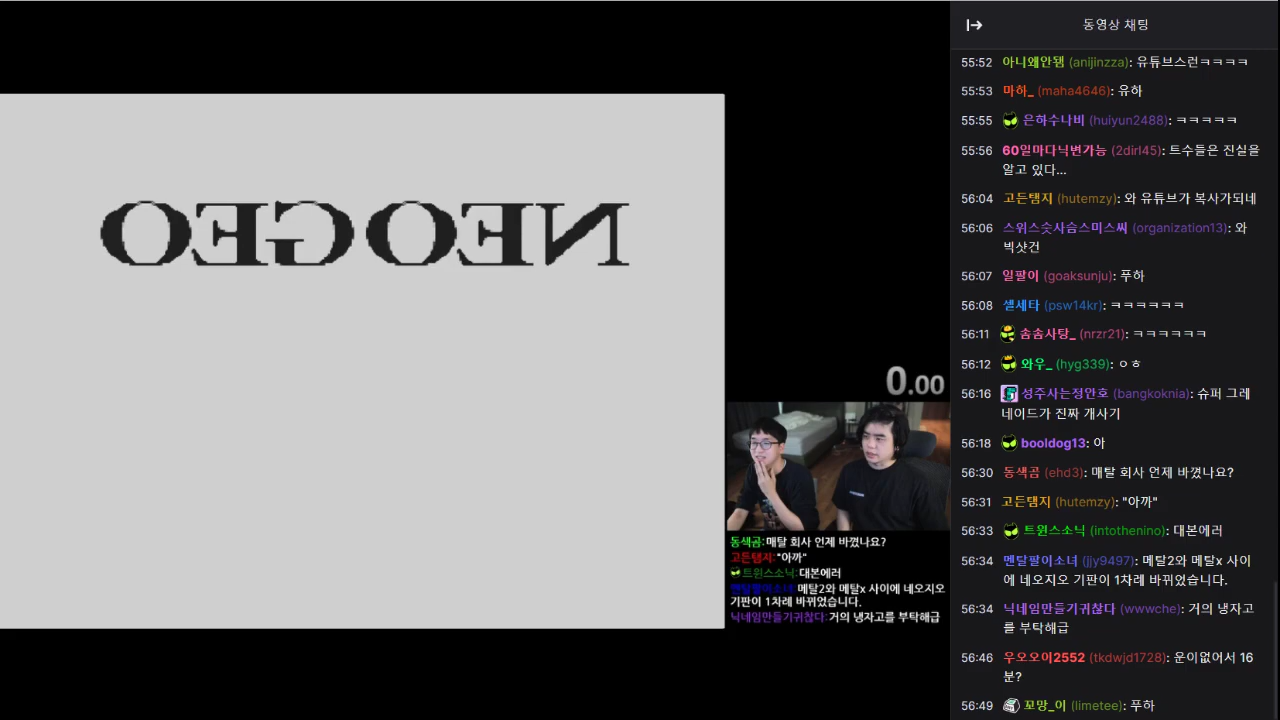 NEOGEO
0.00
동색곰: 매탈 회사 언제 바꼈나요?
고든탬지: "아까"
트윈스소닉: 대본에러
멘탈팔이소녀: 메탈2와 메탈x 사이에 네오지오
기판이 1차례 바뀌었습니다.
닉네임만들기귀찮다: 거의 냉자고를 부탁해급
동영상 채팅
55:52 아니왜안됌 (anijinzza): 유튜브스런ㅋㅋㅋㅋ
55:53 마하_ (maha4646): 유하
55:55 은하수나비 (huiyun2488): ㅋㅋㅋㅋㅋ
55:56 60일마다닉변가능 (2dirl45): 트수들은 진실을
알고 있다...
56:04 고든탬지 (hutemzy): 와 유튜브가 복사가되네
56:06 스위스숫사슴스미스씨 (organization13): 와
빅샷건
56:07 일팔이 (goaksunju): 푸하
56:08 셀세타 (psw14kr): ㅋㅋㅋㅋㅋㅋ
56:11 솜솜사탕_ (nrzr21): ㅋㅋㅋㅋㅋㅋ
56:12 와우_ (hyg339): ㅇㅎ
56:16 성주사는정안호 (bangkoknia): 슈퍼 그레
네이드가 진짜 개사기
56:18 booldog13: 아
56:30 동색곰 (ehd3): 매탈 회사 언제 바꼈나요?
56:31 고든탬지 (hutemzy): "아까"
56:33 트윈스소닉 (intothenino): 대본에러
56:34 멘탈팔이소녀 (jjy9497): 메탈2와 메탈x 사이
에 네오지오 기판이 1차례 바뀌었습니다.
56:34 닉네임만들기귀찮다 (wwwche): 거의 냉자고
를 부탁해급
56:46 우오오이2552 (tkdwjd1728): 운이없어서 16
분?
56:49 꼬망_이 (limetee): 푸하